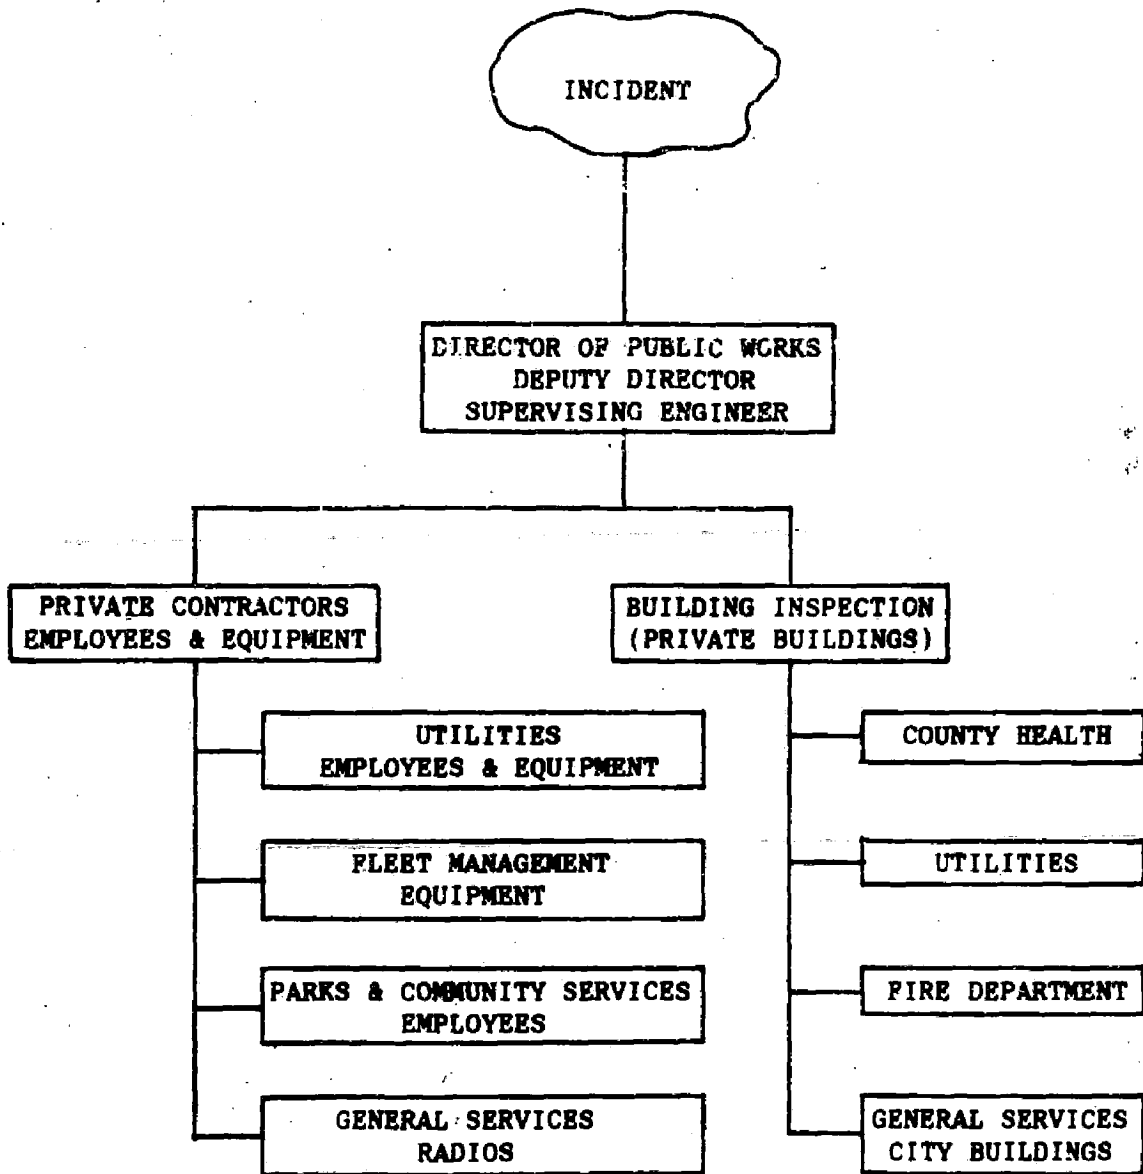 INCIDENT
DIRECTOR OF PUBLIC WORKS
DEPUTY DIRECTOR
SUPERVISING ENGINEER
PRIVATE CONTRACTORS
EMPLOYEES & EQUIPMENT
UTILITIES
EMPLOYEES & EQUIPMENT
FLEET MANAGEMENT
EQUIPMENT
PARKS & COMMUNITY SERVICES
EMPLOYEES
GENERAL SERVICES
RADIOS
BUILDING INSPECTION
(PRIVATE BUILDINGS)
COUNTY HEALTH
UTILITIES
FIRE DEPARTMENT
GENERAL SERVICES
CITY BUILDINGS